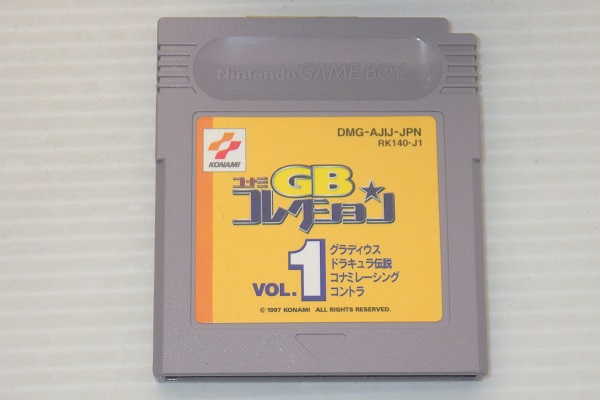 Nintendo GAME BOY
KONAMI
DMG-AJIJ-JPN
RK140-J1
コナミ GB
コレクション
VOL.1
グラディウス
ドラキュラ伝説
コナミレーシング
コントラ
© 1997 KONAMI ALL RIGHTS RESERVED.